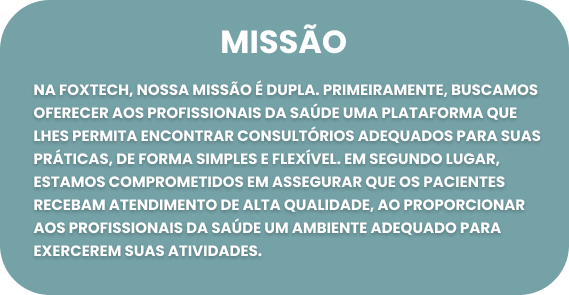 MISSÃO
NA FOXTECH, NOSSA MISSÃO É DUPLA. PRIMEIRAMENTE, BUSCAMOS
OFERECER AOS PROFISSIONAIS DA SAÚDE UMA PLATAFORMA QUE
LHES PERMITA ENCONTRAR CONSULTÓRIOS ADEQUADOS PARA SUAS
PRÁTICAS, DE FORMA SIMPLES E FLEXÍVEL. EM SEGUNDO LUGAR,
ESTAMOS COMPROMETIDOS EM ASSEGURAR QUE OS PACIENTES
RECEBAM ATENDIMENTO DE ALTA QUALIDADE, AO PROPORCIONAR
AOS PROFISSIONAIS DA SAÚDE UM AMBIENTE ADEQUADO PARA
EXERCEREM SUAS ATIVIDADES.